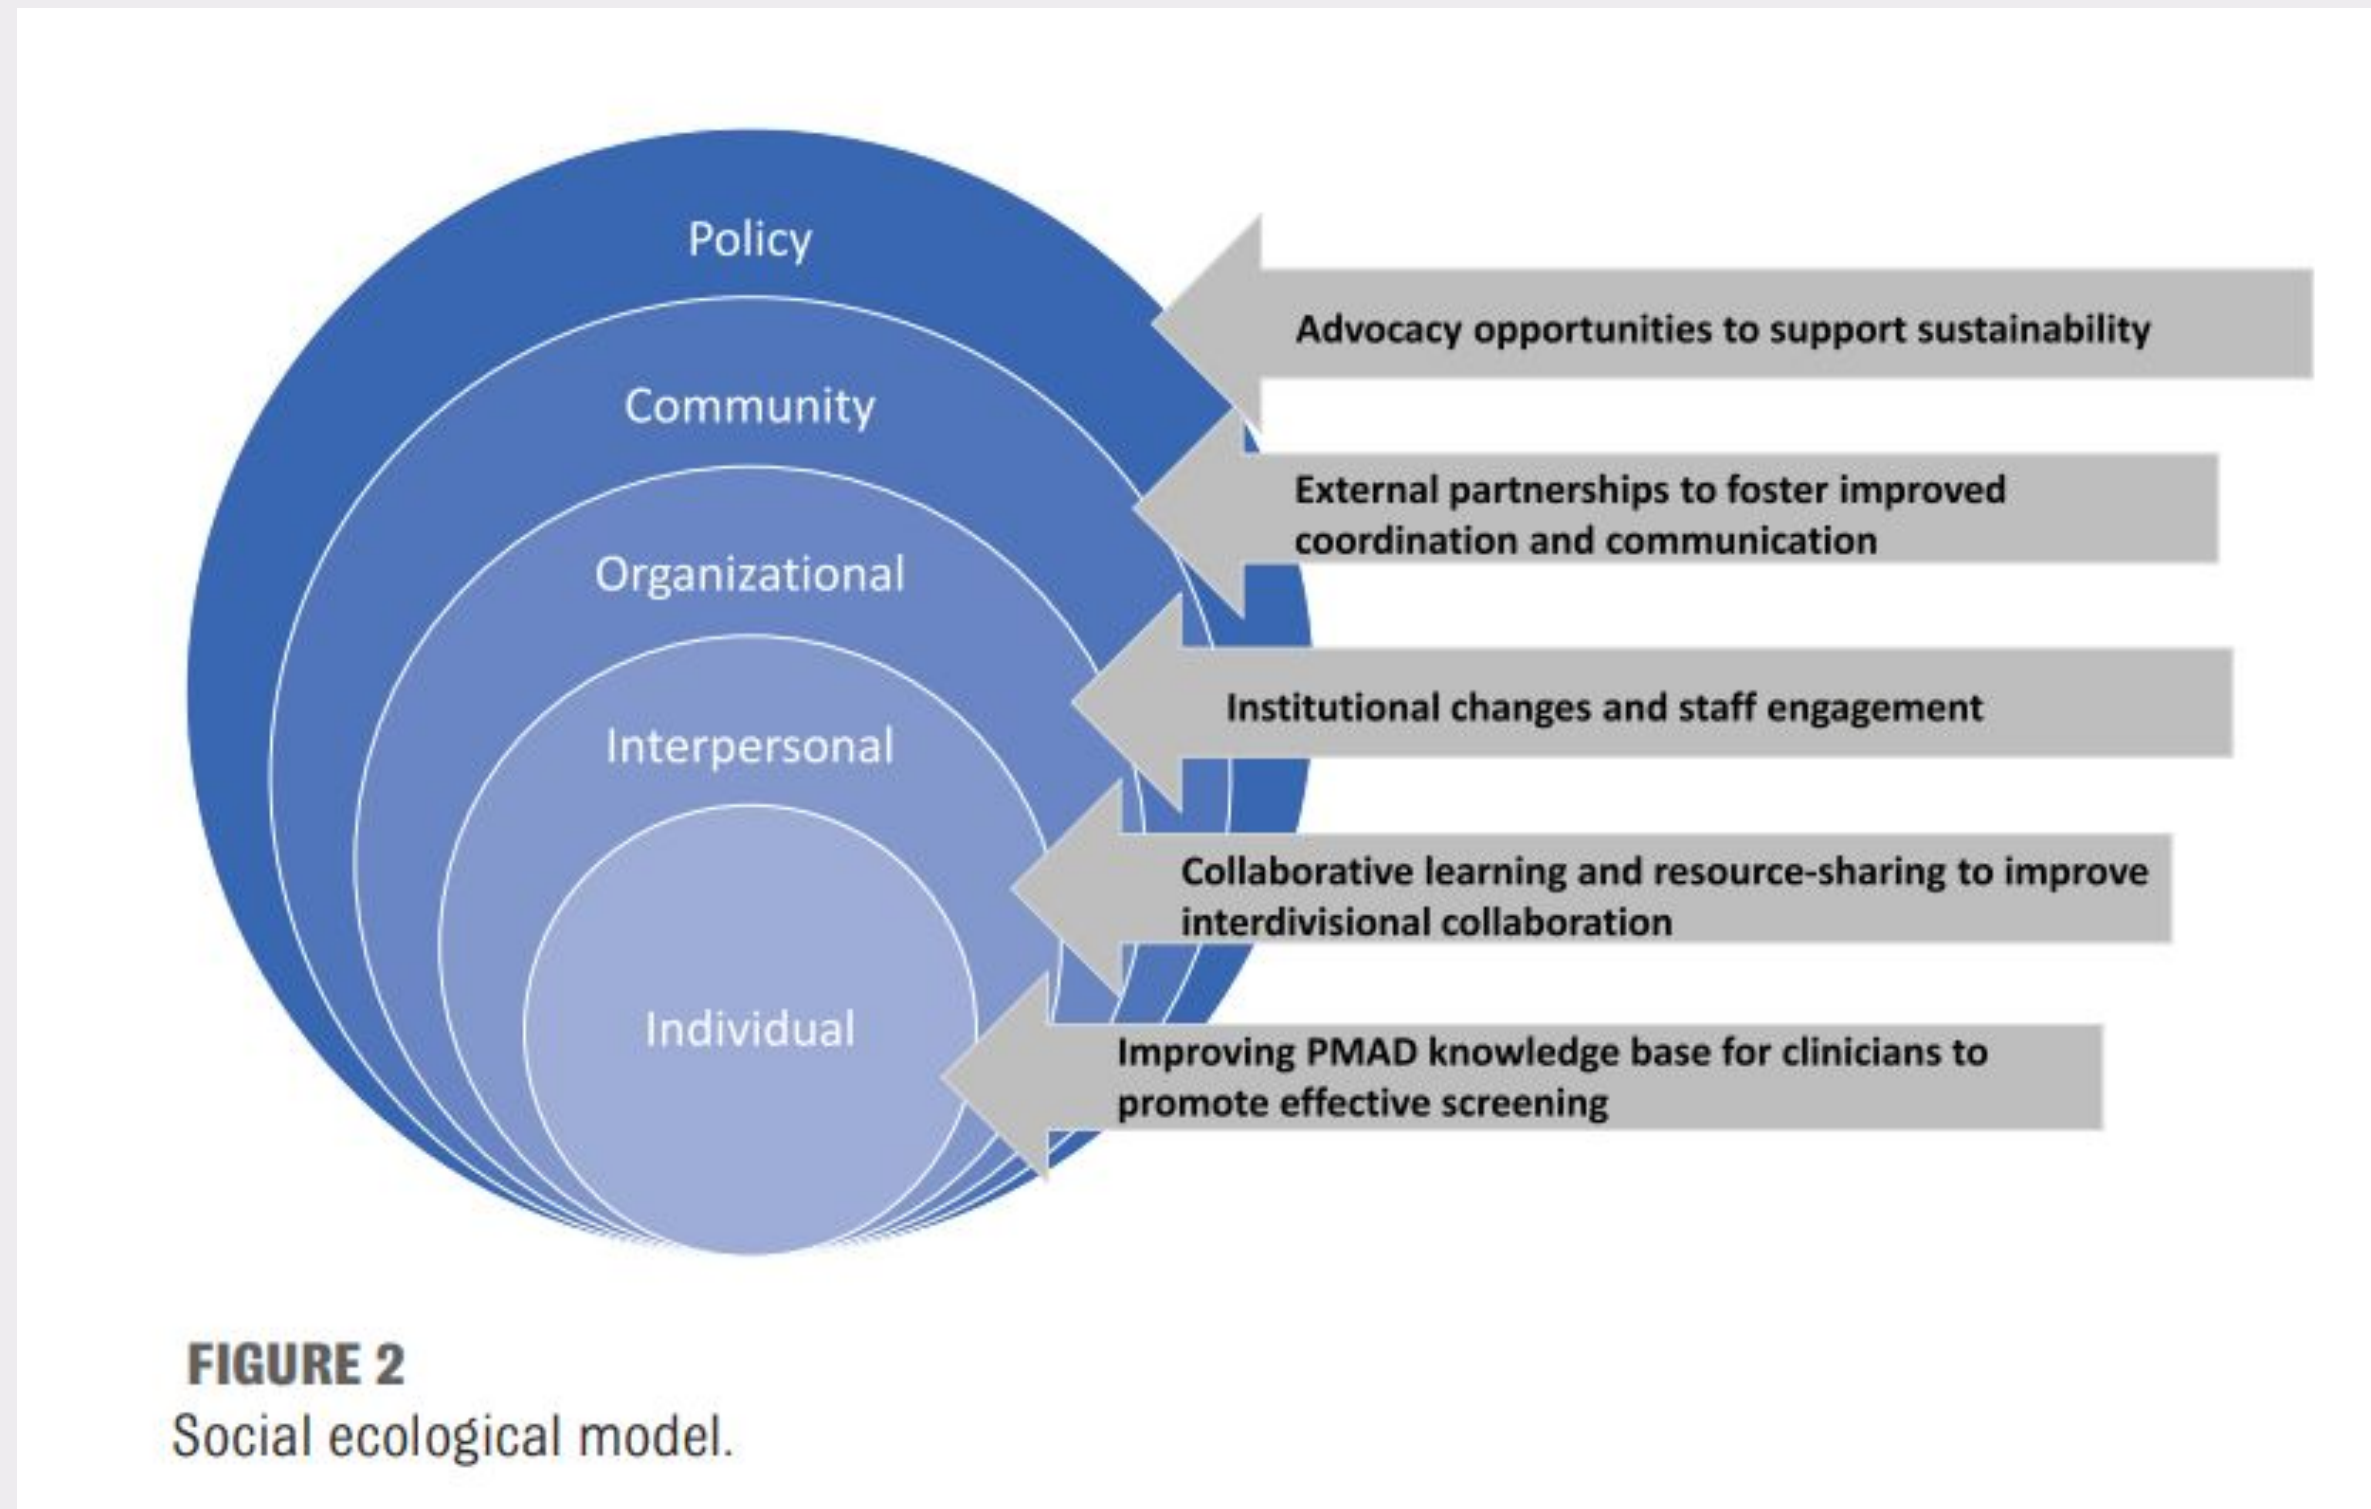 Policy
Community
Organizational
Interpersonal
Individual
Advocacy opportunities to support sustainability
External partnerships to foster improved
coordination and communication
Institutional changes and staff engagement
Collaborative learning and resource-sharing to improve
interdivisional collaboration
Improving PMAD knowledge base for clinicians to
promote effective screening
FIGURE 2
Social ecological model.